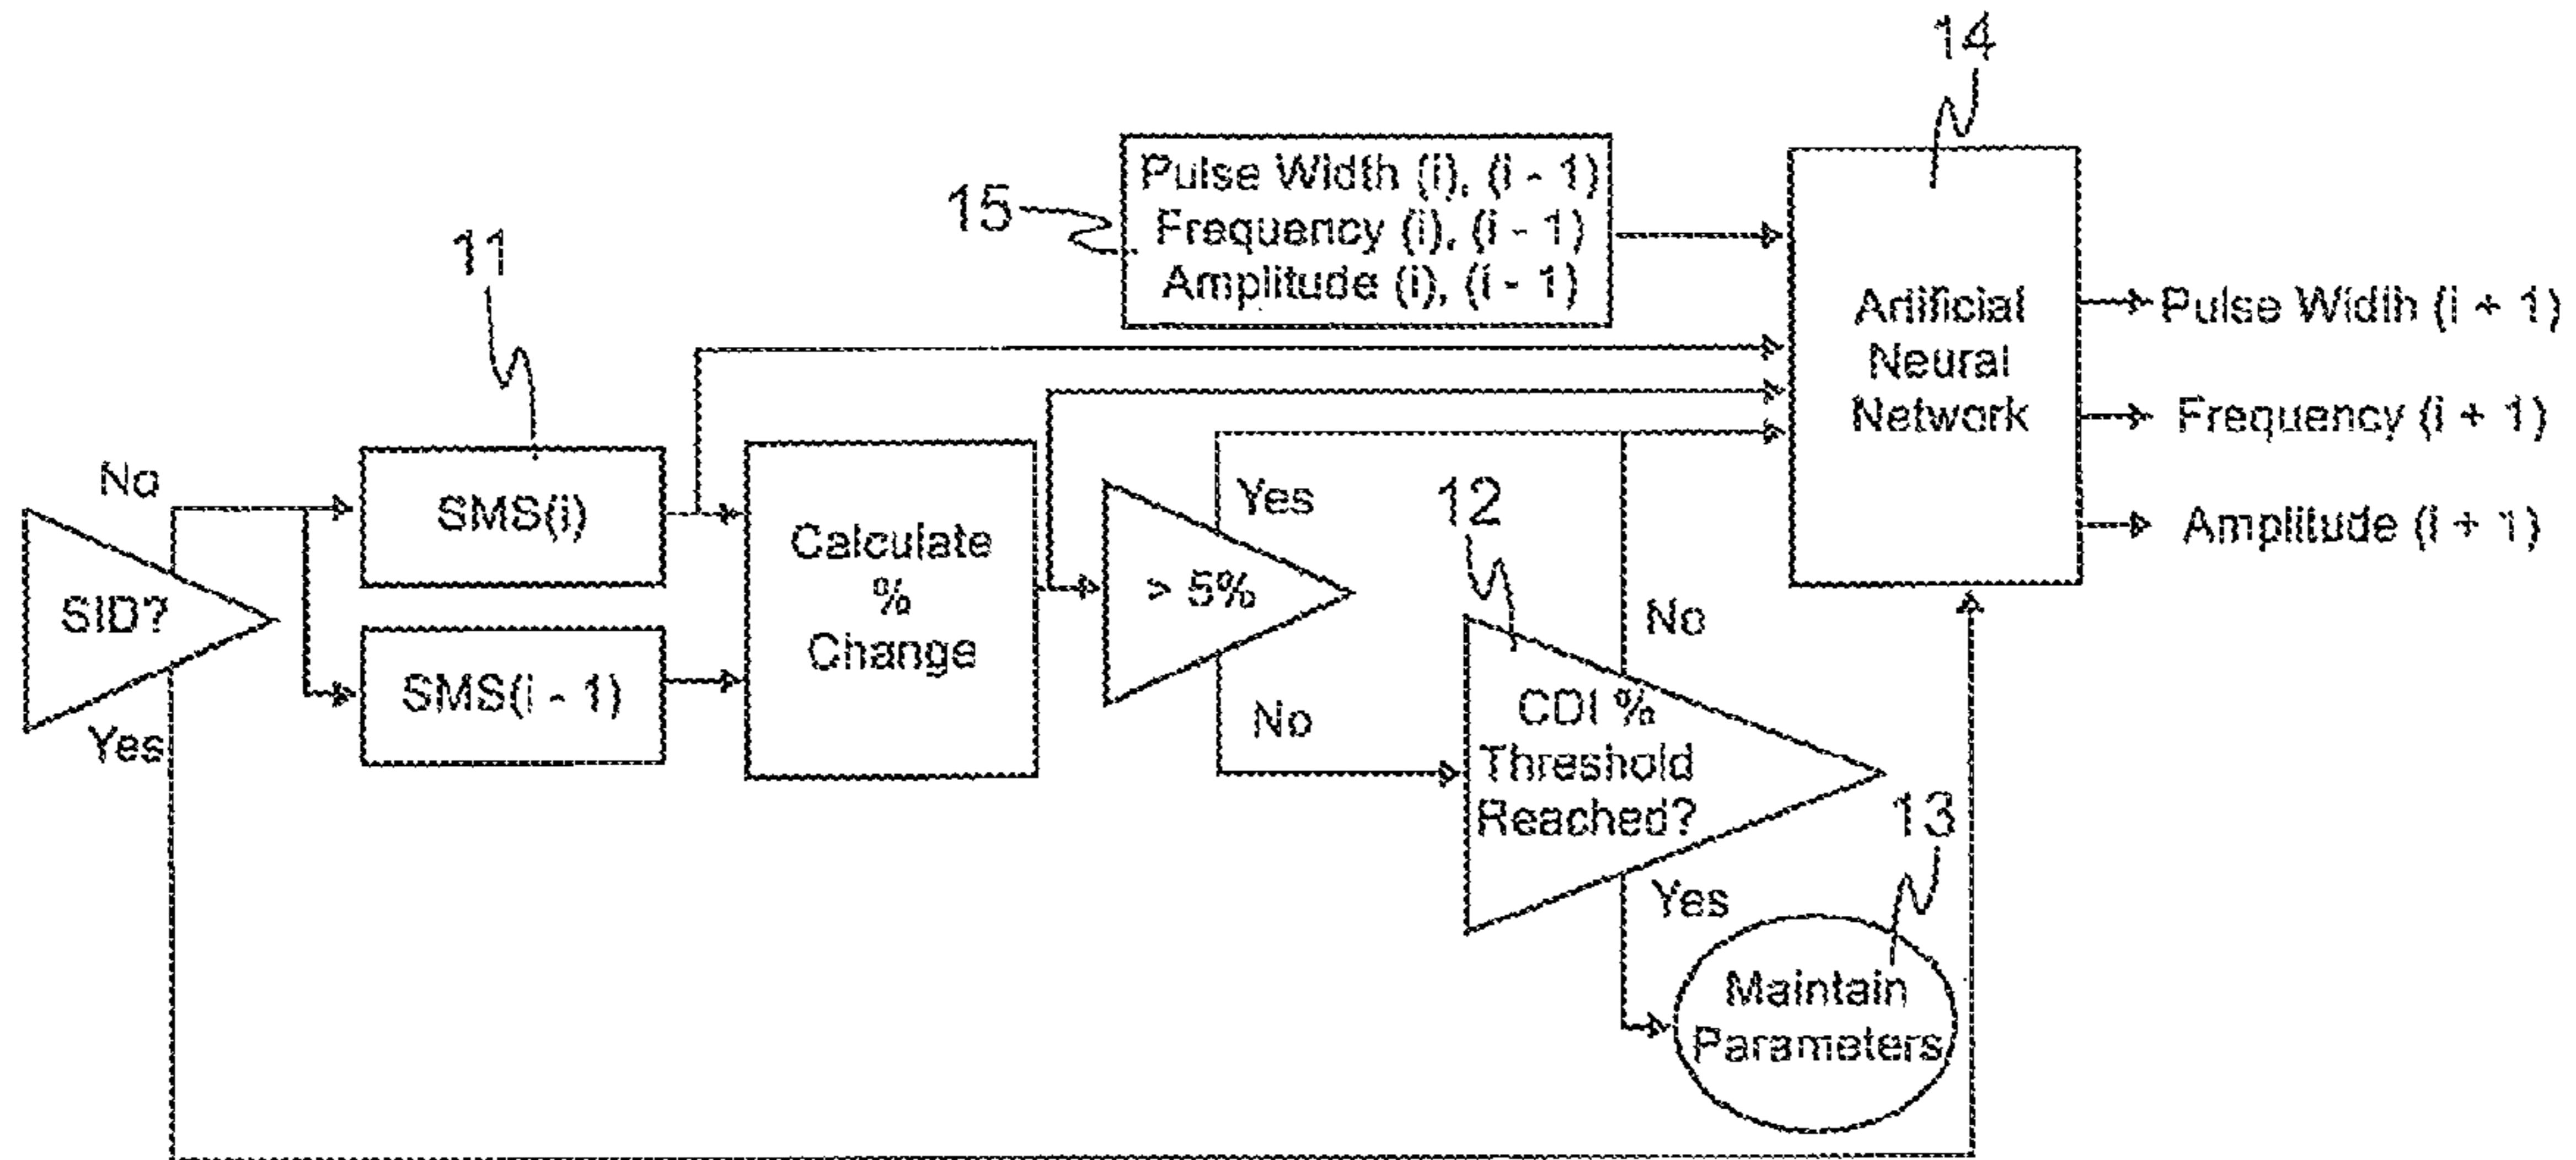 14
15
Pulse Width (i), (i - 1)
Frequency (i), (i - 1)
Amplitude (i), (i - 1)
11
Artificial
Neural
Network
Pulse Width (i + 1)
Frequency (i + 1)
Amplitude (i + 1)
No
SMS(i)
SID?
Yes
SMS(i - 1)
Calculate
%
Change
> 5%
Yes
No
12
No
CDI %
Threshold
Reached?
Yes
13
Maintain
Parameters